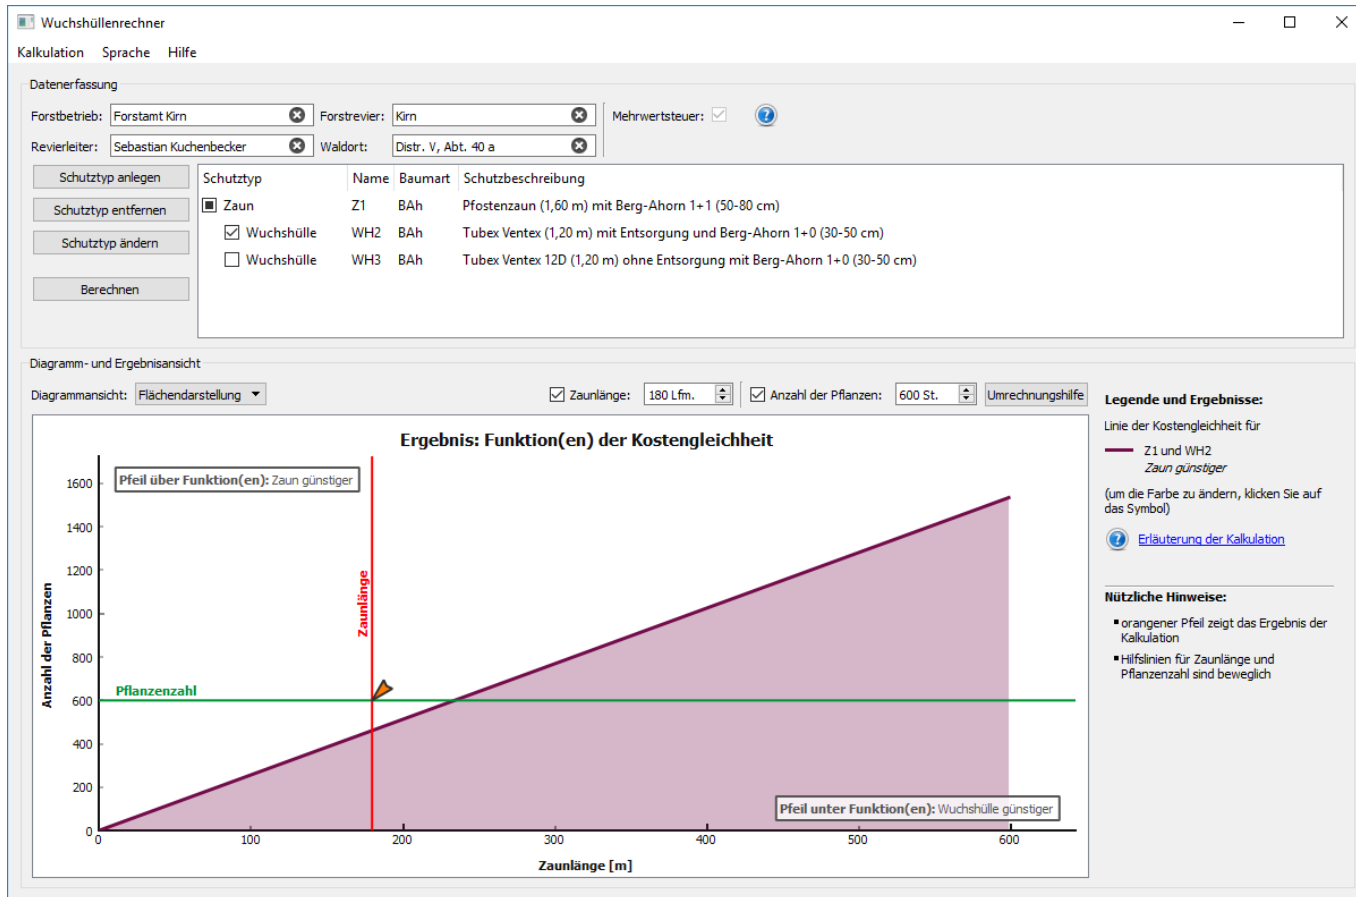 Wuchshüllenrechner
Kalkulation Sprache Hilfe
Datenerfassung
Forstbetrieb: Forstamt Kirn Forstrevier: Kirn Mehrwertsteuer:
Revierleiter: Sebastian Kuchenbecker Waldort: Distr. V, Abt. 40 a
Schutztyp anlegen
Schutztyp entfernen
Schutztyp ändern
Berechnen
Schutztyp Name Baumart Schutzbeschreibung
Zaun Z1 BAh Pfostenzaun (1,60 m) mit Berg-Ahorn 1+1 (50-80 cm)
Wuchshülle WH2 BAh Tubex Ventex (1,20 m) mit Entsorgung und Berg-Ahorn 1+0 (30-50 cm)
Wuchshülle WH3 BAh Tubex Ventex 12D (1,20 m) ohne Entsorgung mit Berg-Ahorn 1+0 (30-50 cm)
Diagramm- und Ergebnisansicht
Diagrammansicht: Flächendarstellung Zaunlänge: 180 Lfm. Anzahl der Pflanzen: 600 St. Umrechnungshilfe
Ergebnis: Funktion(en) der Kostengleichheit
Pfeil über Funktion(en): Zaun günstiger
Anzahl der Pflanzen
1600
1400
1200
1000
800
600
400
200
0
Zaunlänge
Pflanzenzahl
Pfeil unter Funktion(en): Wuchshülle günstiger
0 100 200 300 400 500 600
Zaunlänge [m]
Legende und Ergebnisse:
Linie der Kostengleichheit für
Z1 und WH2
Zaun günstiger
(um die Farbe zu ändern, klicken Sie auf
das Symbol)
Erläuterung der Kalkulation
Nützliche Hinweise:
orangener Pfeil zeigt das Ergebnis der
Kalkulation
Hilfslinien für Zaunlänge und
Pflanzenzahl sind beweglich